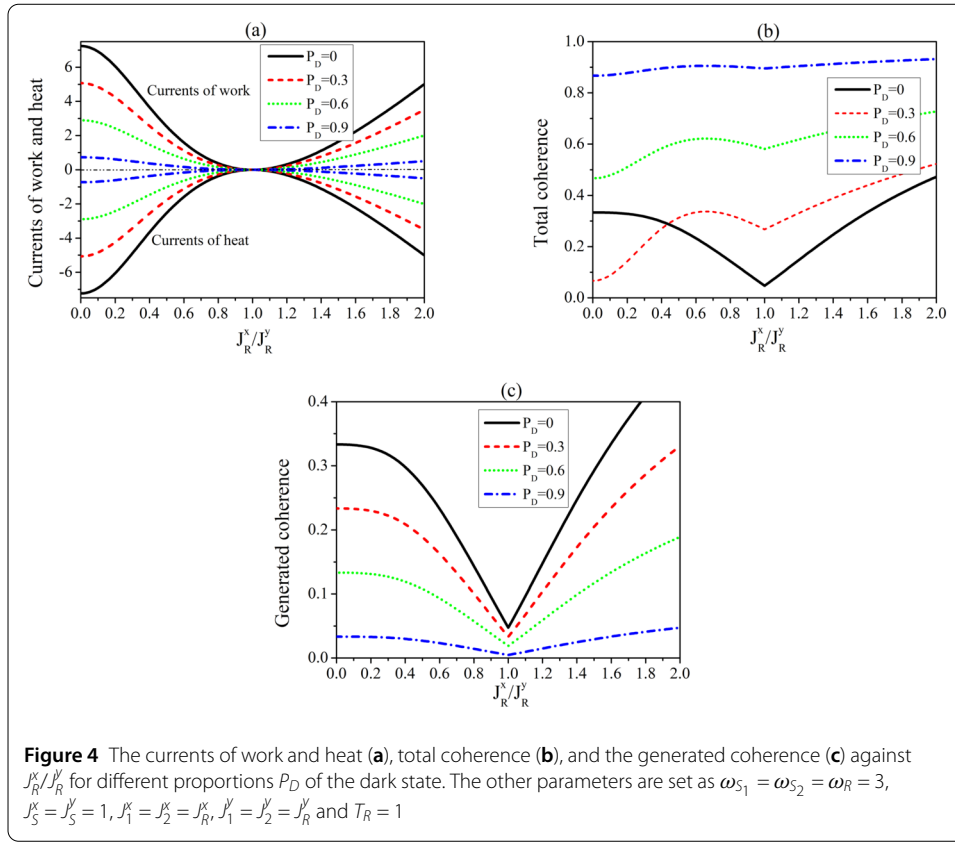 (a)
Currents of work and heat
6
4
2
0
-2
-4
-6
Currents of work
Currents of heat
P_D=0
P_D=0.3
P_D=0.6
P_D=0.9
0.0 0.2 0.4 0.6 0.8 1.0 1.2 1.4 1.6 1.8 2.0
J_R^x/J_R^y
(b)
Total coherence
1.0
0.8
0.6
0.4
0.2
0.0
P_D=0
P_D=0.3
P_D=0.6
P_D=0.9
0.0 0.2 0.4 0.6 0.8 1.0 1.2 1.4 1.6 1.8 2.0
J_R^x/J_R^y
(c)
Generated coherence
0.4
0.3
0.2
0.1
0.0
P_D=0
P_D=0.3
P_D=0.6
P_D=0.9
0.0 0.2 0.4 0.6 0.8 1.0 1.2 1.4 1.6 1.8 2.0
J_R^x/J_R^y
Figure 4 The currents of work and heat (a), total coherence (b), and the generated coherence (c) against
J_R^x/J_R^y for different proportions P_D of the dark state. The other parameters are set as ω_{S_1} = ω_{S_2} = ω_R = 3,
J_S^x = J_S^y = 1, J_1^x = J_2^x = J_R^x, J_1^y = J_2^y = J_R^y and T_R = 1